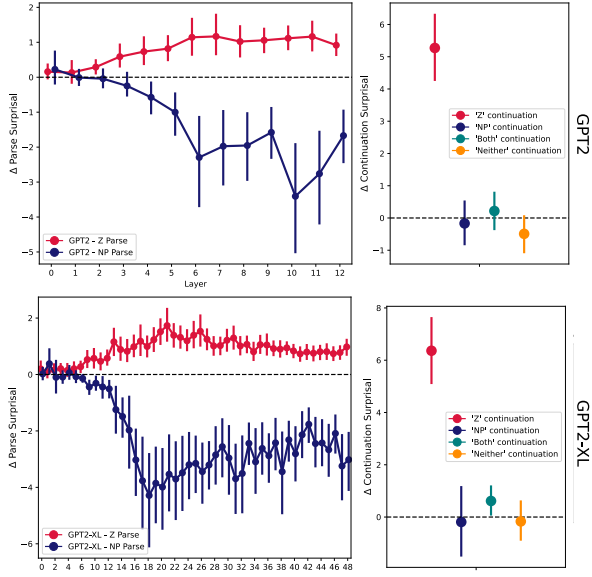 Δ Parse Surprisal
4
3
2
1
0
−1
−2
−3
−4
−5
GPT2 - Z Parse
GPT2 - NP Parse
0 1 2 3 4 5 6 7 8 9 10 11 12
Layer
Δ Continuation Surprisal
6
5
4
3
2
1
0
−1
'Z' continuation
'NP' continuation
'Both' continuation
'Neither' continuation
GPT2
Δ Parse Surprisal
2
0
−2
−4
−6
GPT2-XL - Z Parse
GPT2-XL - NP Parse
0 2 4 6 8 10 12 14 16 18 20 22 24 26 28 30 32 34 36 38 40 42 44 46 48
Δ Continuation Surprisal
8
6
4
2
0
'Z' continuation
'NP' continuation
'Both' continuation
'Neither' continuation
GPT2-XL